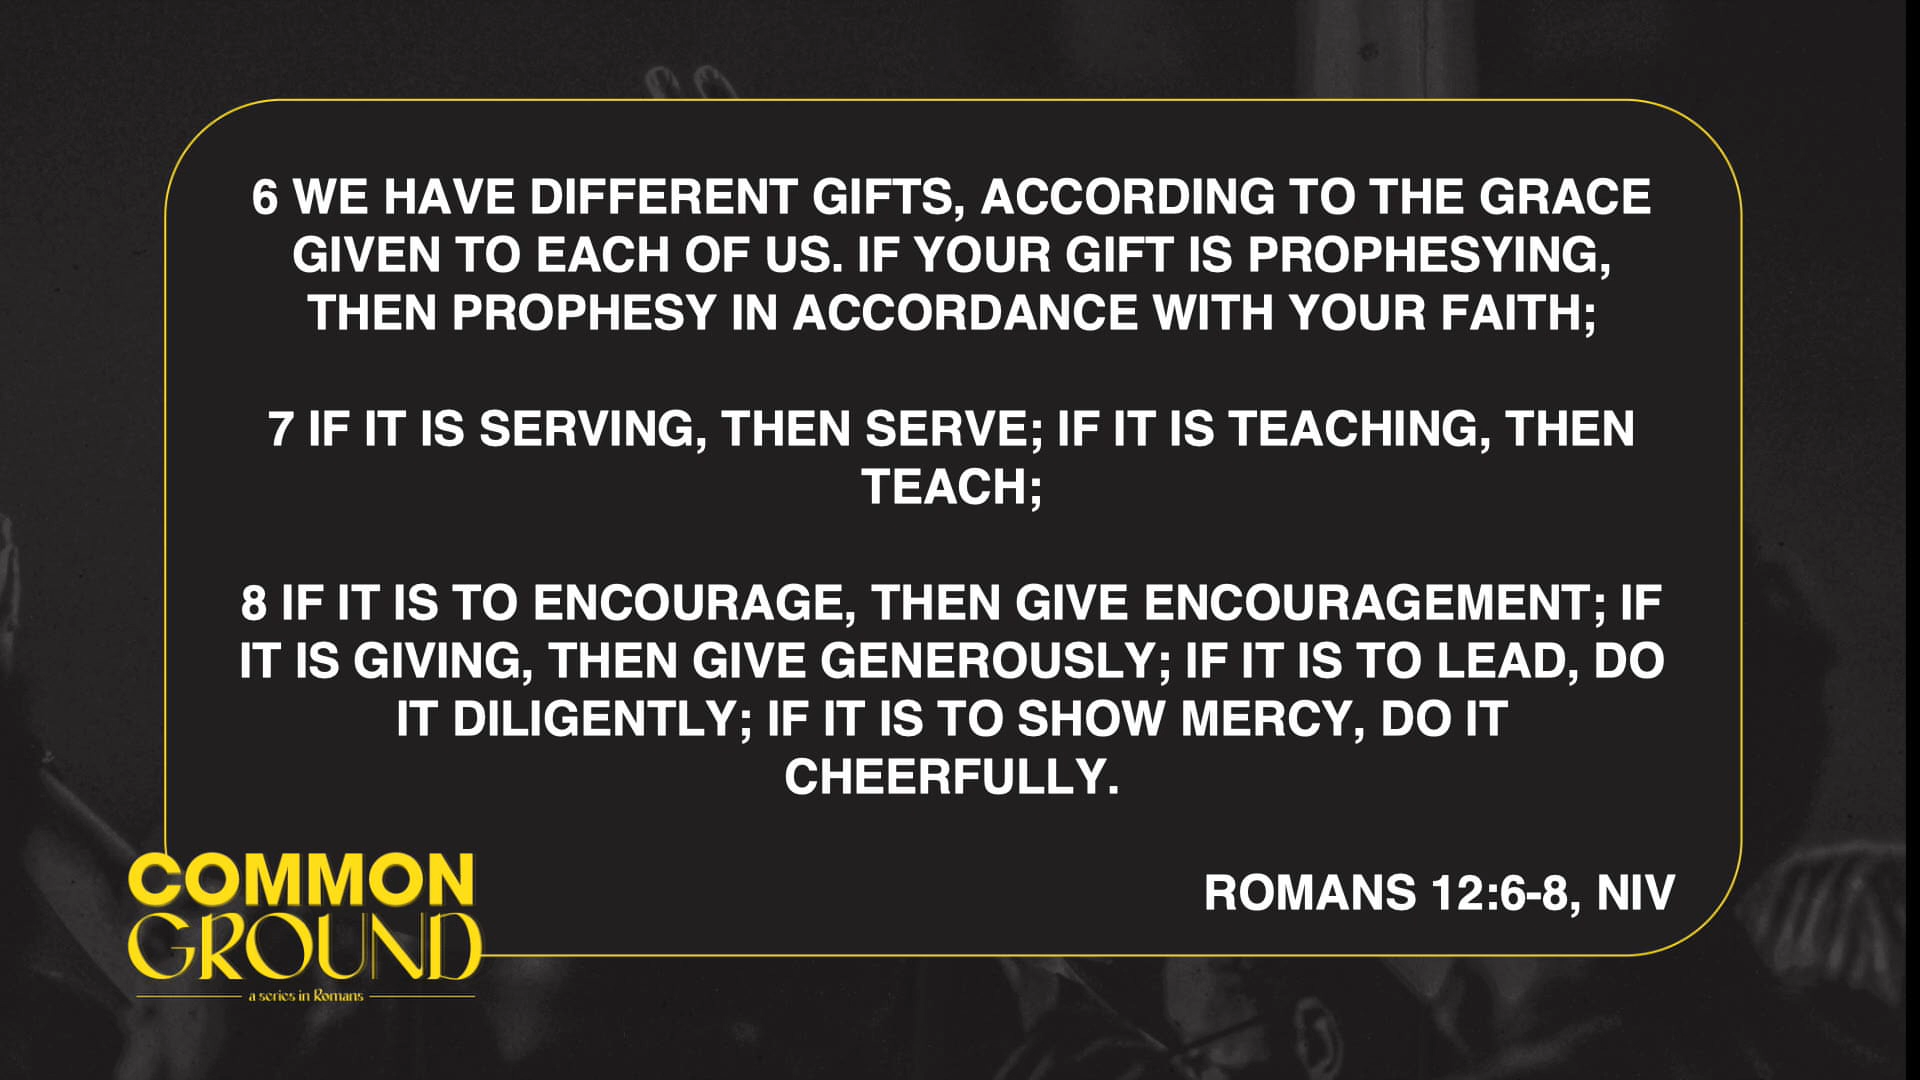 6 WE HAVE DIFFERENT GIFTS, ACCORDING TO THE GRACE
GIVEN TO EACH OF US. IF YOUR GIFT IS PROPHESYING,
THEN PROPHESY IN ACCORDANCE WITH YOUR FAITH;
7 IF IT IS SERVING, THEN SERVE; IF IT IS TEACHING, THEN
TEACH;
8 IF IT IS TO ENCOURAGE, THEN GIVE ENCOURAGEMENT; IF
IT IS GIVING, THEN GIVE GENEROUSLY; IF IT IS TO LEAD, DO
IT DILIGENTLY; IF IT IS TO SHOW MERCY, DO IT
CHEERFULLY.
ROMANS 12:6-8, NIV
COMMON
GROUND
a series in Romans